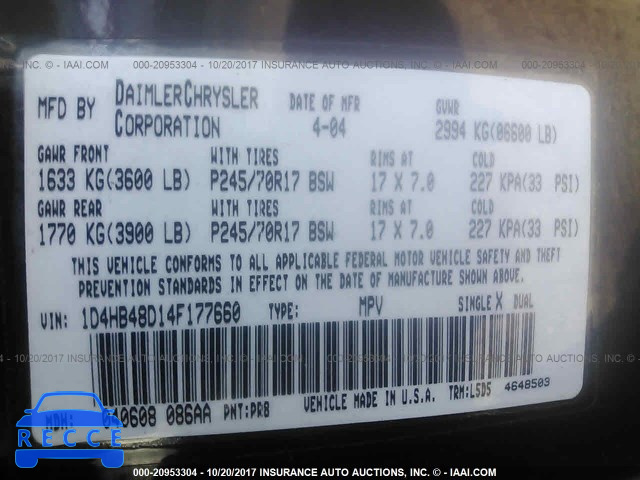 000-20953304 - 10/20/2017 - INSURANCE AUTO AUCTIONS, INC. - © IAAI.COM
MFD BY DAIMLERCHRYSLER CORPORATION
DATE OF MFR 4-04
GVWR 2994 KG(06600 LB)
GAWR FRONT WITH TIRES RIMS AT COLD
1633 KG(3600 LB) P245/70R17 BSW 17 X 7.0 227 KPA(33 PSI)
GAWR REAR WITH TIRES RIMS AT COLD
1770 KG(3900 LB) P245/70R17 BSW 17 X 7.0 227 KPA(33 PSI)
THIS VEHICLE CONFORMS TO ALL APPLICABLE FEDERAL MOTOR VEHICLE SAFETY AND THEFT
PREVENTION STANDARDS IN EFFECT ON THE DATE OF MANUFACTURE SHOWN ABOVE.
VIN: 1D4HB48D14F177660 TYPE: MPV SINGLE X DUAL
MDH: 040608 086AA PNT:PR8 VEHICLE MADE IN U.S.A. TRM:L5D5 4648503
RECCE
000-20953304 - 10/20/2017 - INSURANCE AUTO AUCTIONS, INC. - © IAAI.COM